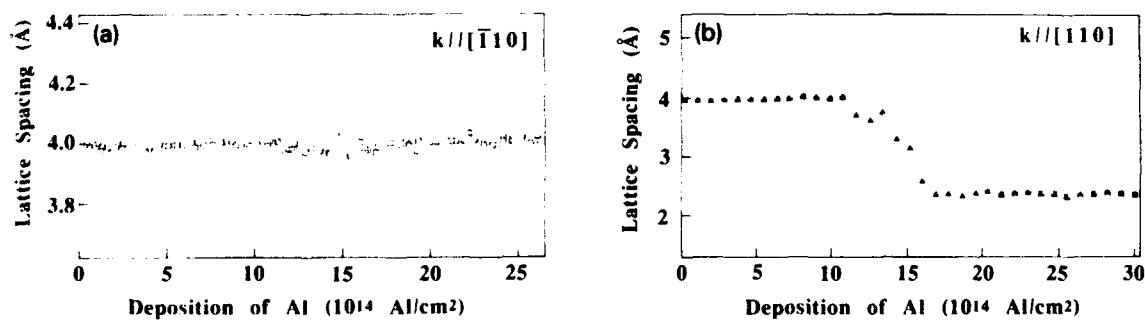 (a)
k//[1̄10]
Lattice Spacing (Å)
4.4
4.2
4.0
3.8
0 5 10 15 20 25
Deposition of Al (10¹⁴ Al/cm²)
(b)
k//[110]
Lattice Spacing (Å)
5
4
3
2
0 5 10 15 20 25 30
Deposition of Al (10¹⁴ Al/cm²)